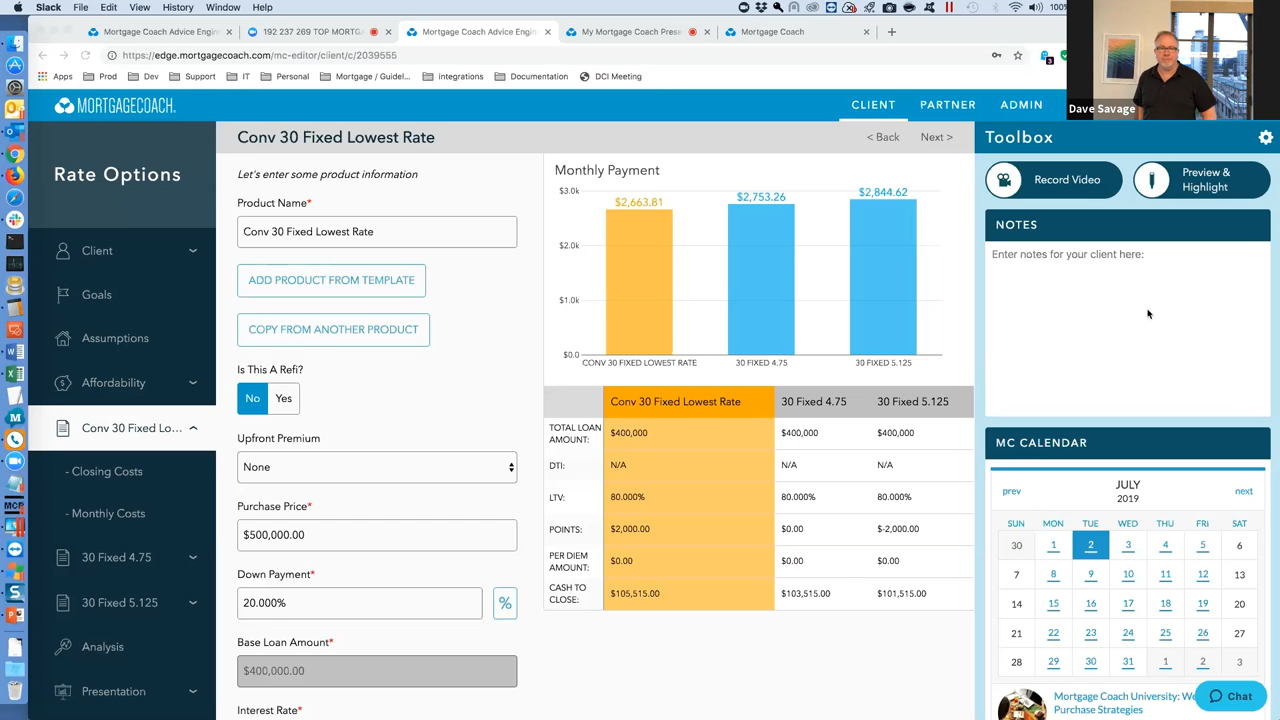 Slack File Edit View History Window Help
100%
Mortgage Coach Advice Engin
192 237 269 TOP MORTG
Mortgage Coach Advice Engin
My Mortgage Coach Pres
Mortgage Coach
https://edge.mortgagecoach.com/mc-editor/client/c/2039555
Apps Prod Dev Support IT Personal Mortgage / Guidel... integrations Documentation DCI Meeting
Dave Savage
MORTGAGECOACH
CLIENT PARTNER ADMIN
Rate Options
Client
Goals
Assumptions
Affordability
Conv 30 Fixed Lo...
- Closing Costs
- Monthly Costs
30 Fixed 4.75
30 Fixed 5.125
Analysis
Presentation
Conv 30 Fixed Lowest Rate
< Back Next >
Let's enter some product information
Product Name*
Conv 30 Fixed Lowest Rate
ADD PRODUCT FROM TEMPLATE
COPY FROM ANOTHER PRODUCT
Is This A Refi?
No Yes
Upfront Premium
None
Purchase Price*
$500,000.00
Down Payment*
20.000%
%
Base Loan Amount*
$400,000.00
Interest Rate*
Monthly Payment
$3.0k
$2.0k
$1.0k
$0.0
$2,663.81 $2,753.26 $2,844.62
CONV 30 FIXED LOWEST RATE 30 FIXED 4.75 30 FIXED 5.125
Conv 30 Fixed Lowest Rate 30 Fixed 4.75 30 Fixed 5.125
TOTAL LOAN AMOUNT: $400,000 $400,000 $400,000
DTI: N/A N/A N/A
LTV: 80.000% 80.000% 80.000%
POINTS: $2,000.00 $0.00 $-2,000.00
PER DIEM AMOUNT: $0.00 $0.00 $0.00
CASH TO CLOSE: $105,515.00 $103,515.00 $101,515.00
Toolbox
Record Video
Preview & Highlight
NOTES
Enter notes for your client here:
MC CALENDAR
prev JULY next
2019
SUN MON TUE WED THU FRI SAT
30 1 2 3 4 5 6
7 8 9 10 11 12 13
14 15 16 17 18 19 20
21 22 23 24 25 26 27
28 29 30 31 1 2 3
Mortgage Coach University: We
Purchase Strategies
Chat